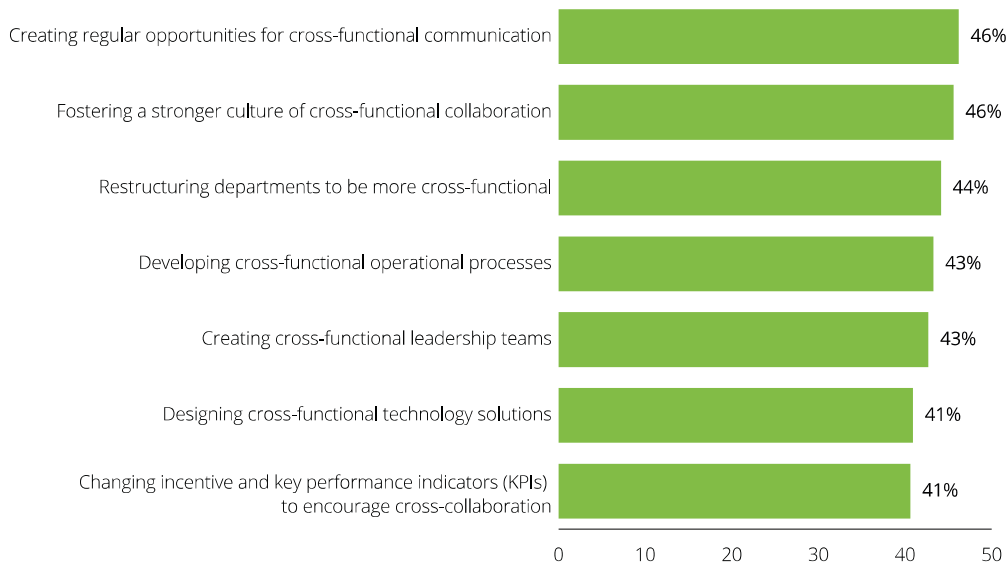 Creating regular opportunities for cross-functional communication
46%
Fostering a stronger culture of cross-functional collaboration
46%
Restructuring departments to be more cross-functional
44%
Developing cross-functional operational processes
43%
Creating cross-functional leadership teams
43%
Designing cross-functional technology solutions
41%
Changing incentive and key performance indicators (KPIs)
to encourage cross-collaboration
41%
0 10 20 30 40 50